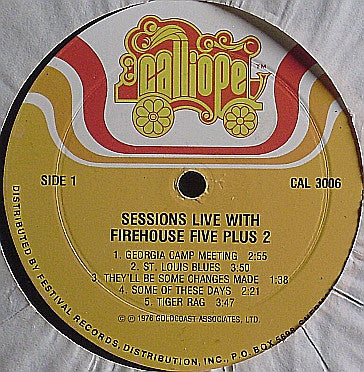 calliope
TM
SIDE 1
CAL 3006
SESSIONS LIVE WITH
FIREHOUSE FIVE PLUS 2
1. GEORGIA CAMP MEETING 2:55
2. ST. LOUIS BLUES 3:50
3. THEY'LL BE SOME CHANGES MADE 1:38
4. SOME OF THESE DAYS 2:21
5. TIGER RAG 3:47
© ℗ 1976 GOLDCOAST ASSOCIATES, LTD.
DISTRIBUTED BY FESTIVAL RECORDS DISTRIBUTION, INC., P.O. BOX